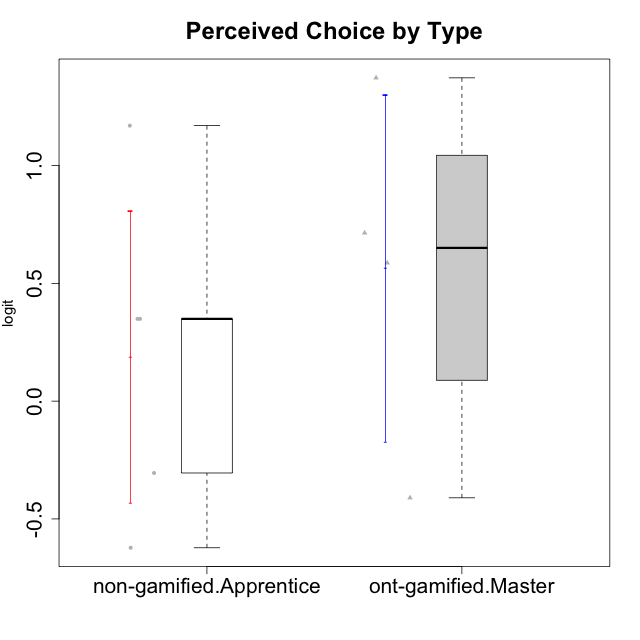 Perceived Choice by Type
logit
1.0
0.5
0.0
-0.5
non-gamified.Apprentice
ont-gamified.Master